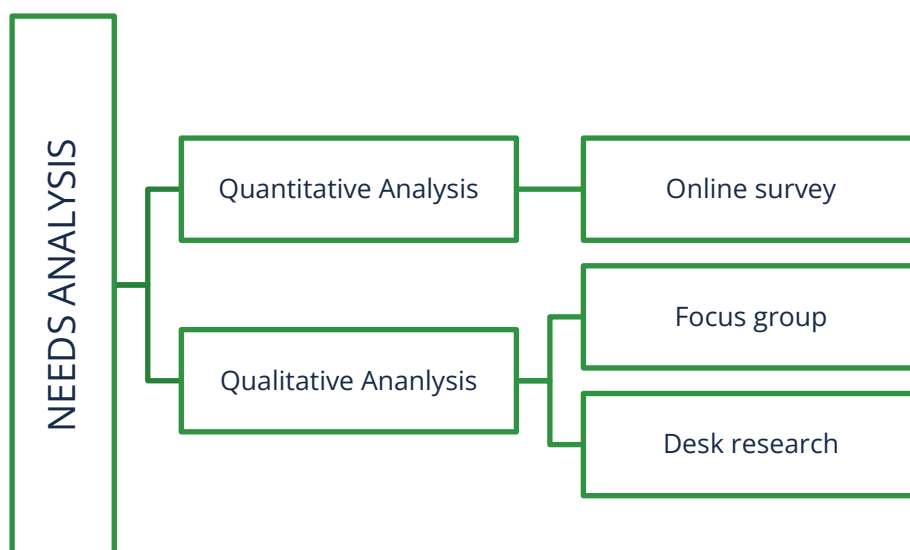 NEEDS ANALYSIS
Quantitative Analysis
Online survey
Focus group
Qualitative Ananlysis
Desk research